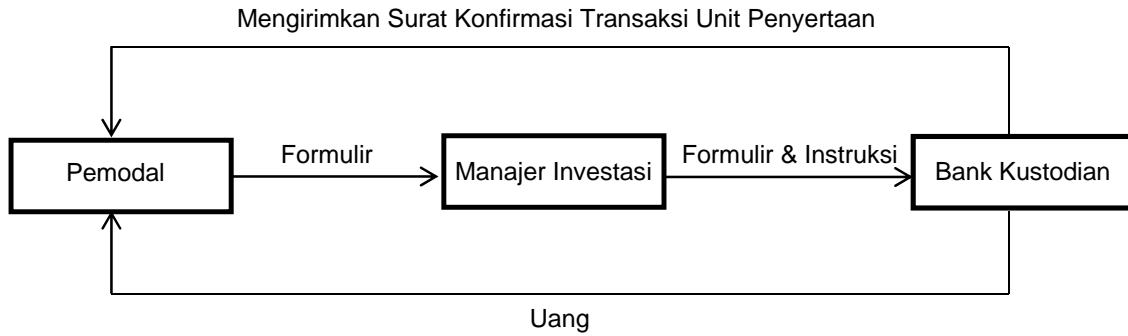 Mengirimkan Surat Konfirmasi Transaksi Unit Penyertaan
Pemodal
Formulir
Manajer Investasi
Formulir & Instruksi
Bank Kustodian
Uang